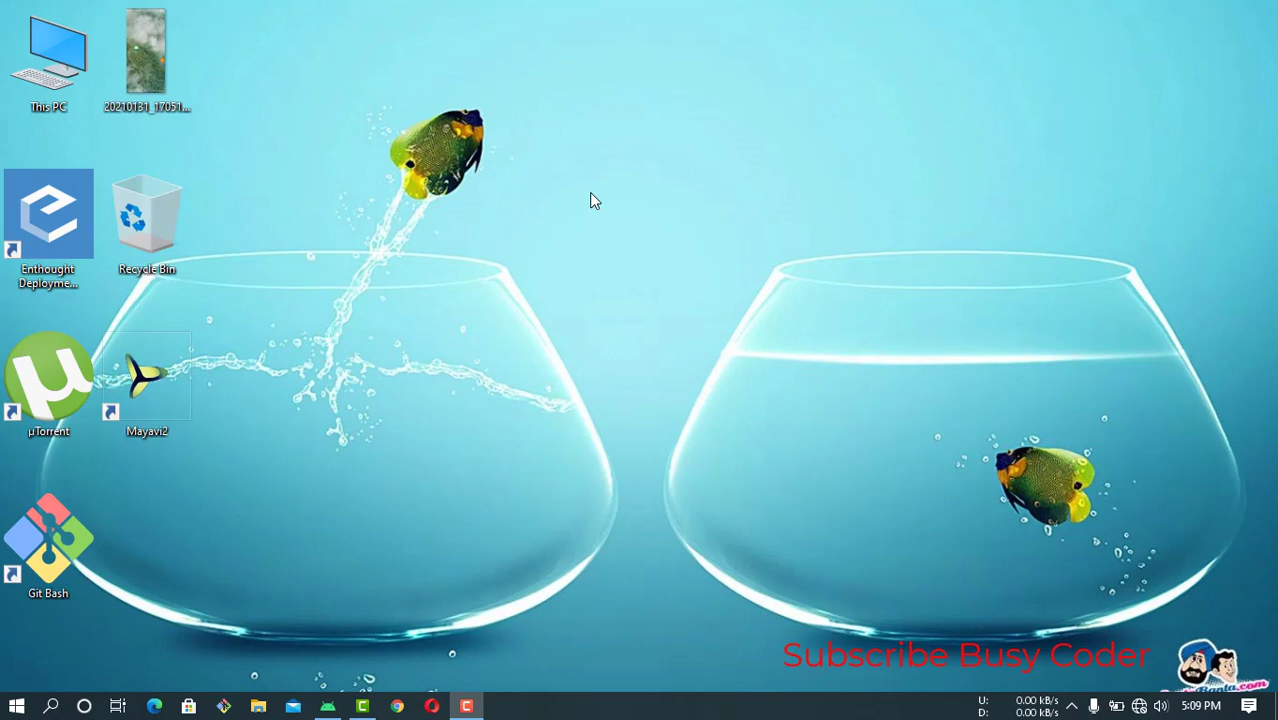 This PC
20210131_17051...
Enthought
Deployme...
Recycle Bin
µTorrent
Mayavi2
Git Bash
Subscribe Busy Coder
U: 0.00 kB/s
D: 0.00 kB/s
5:09 PM